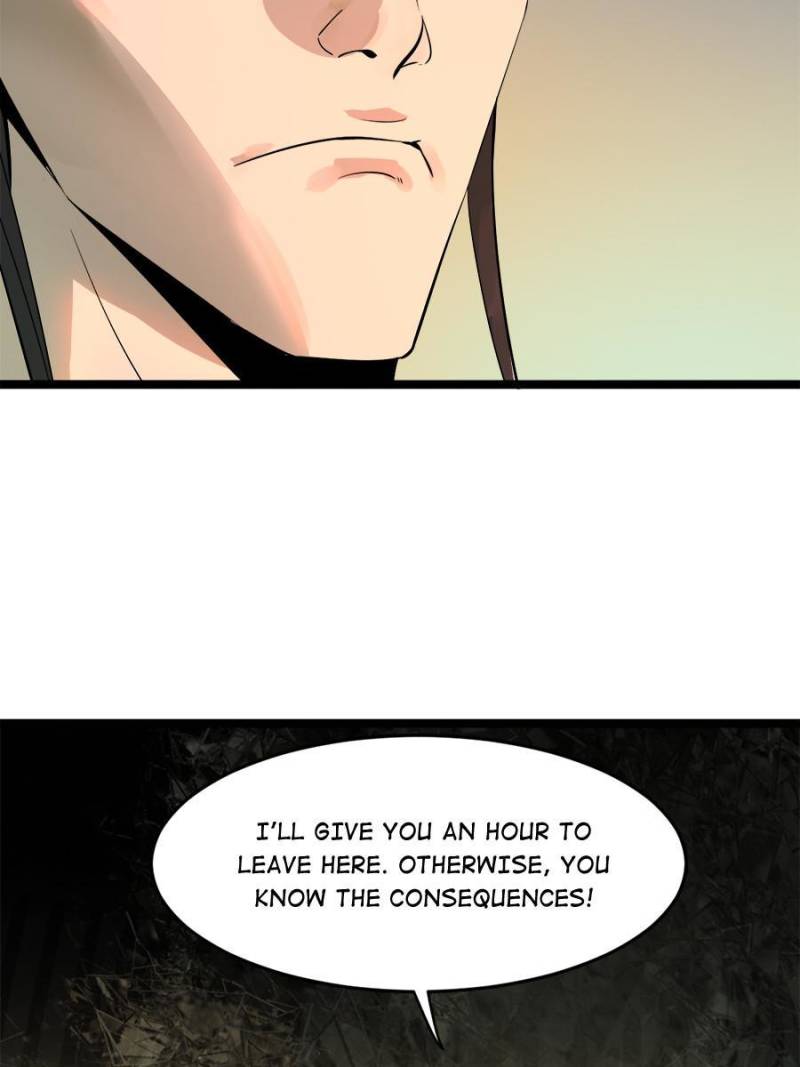 I'LL GIVE YOU AN HOUR TO
LEAVE HERE. OTHERWISE, YOU
KNOW THE CONSEQUENCES!